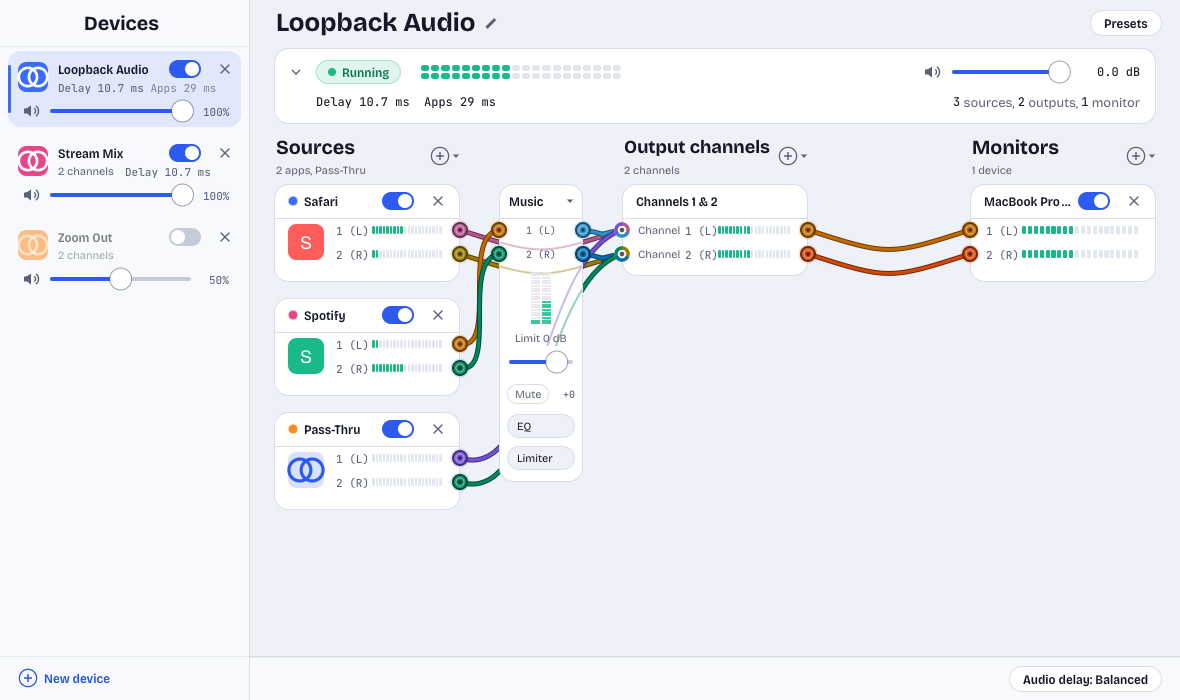 Devices
Loopback Audio
Delay 10.7 ms Apps 29 ms
100%
Stream Mix
2 channels Delay 10.7 ms
100%
Zoom Out
2 channels
50%
New device
Loopback Audio
Presets
Running
0.0 dB
Delay 10.7 ms Apps 29 ms
3 sources, 2 outputs, 1 monitor
Sources
2 apps, Pass-Thru
Safari
S
1 (L)
2 (R)
Spotify
S
1 (L)
2 (R)
Pass-Thru
1 (L)
2 (R)
Music
1 (L)
2 (R)
Limit 0 dB
Mute +0
EQ
Limiter
Output channels
2 channels
Channels 1 & 2
Channel 1 (L)
Channel 2 (R)
Monitors
1 device
MacBook Pro...
1 (L)
2 (R)
Audio delay: Balanced